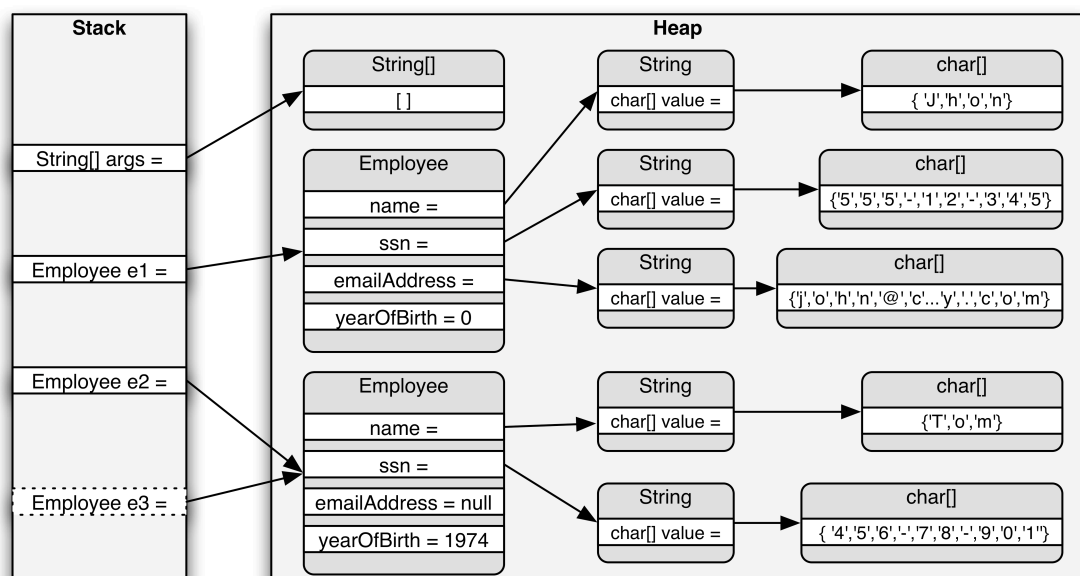 Stack
String[] args =
Employee e1 =
Employee e2 =
Employee e3 =
Heap
String[]
[ ]
String
char[] value =
char[]
{ 'J','h','o','n'}
Employee
name =
ssn =
emailAddress =
yearOfBirth = 0
String
char[] value =
char[]
{'5','5','5','-','1','2','-','3','4','5'}
String
char[] value =
char[]
{'j','o','h','n','@','c'...'y','.','c','o','m'}
Employee
name =
ssn =
emailAddress = null
yearOfBirth = 1974
String
char[] value =
char[]
{'T','o','m'}
String
char[] value =
char[]
{ '4','5','6','-','7','8','-','9','0','1"}